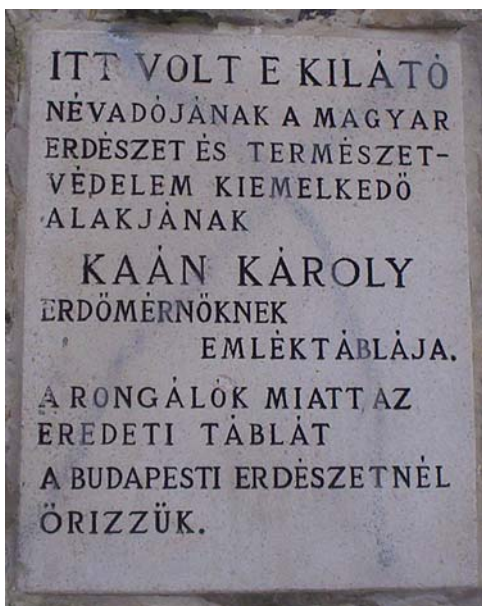 ITT VOLT E KILÁTÓ
NÉVADÓJÁNAK A MAGYAR
ERDÉSZET ÉS TERMÉSZET-
VÉDELEM KIEMELKEDŐ
ALAKJÁNAK
KAÁN KÁROLY
ERDŐMÉRNŐKNEK
EMLÉKTÁBLÁJA.
A RONGÁLÓK MIATT AZ
EREDETI TÁBLÁT
A BUDAPESTI ERDÉSZETNÉL
ŐRIZZÜK.